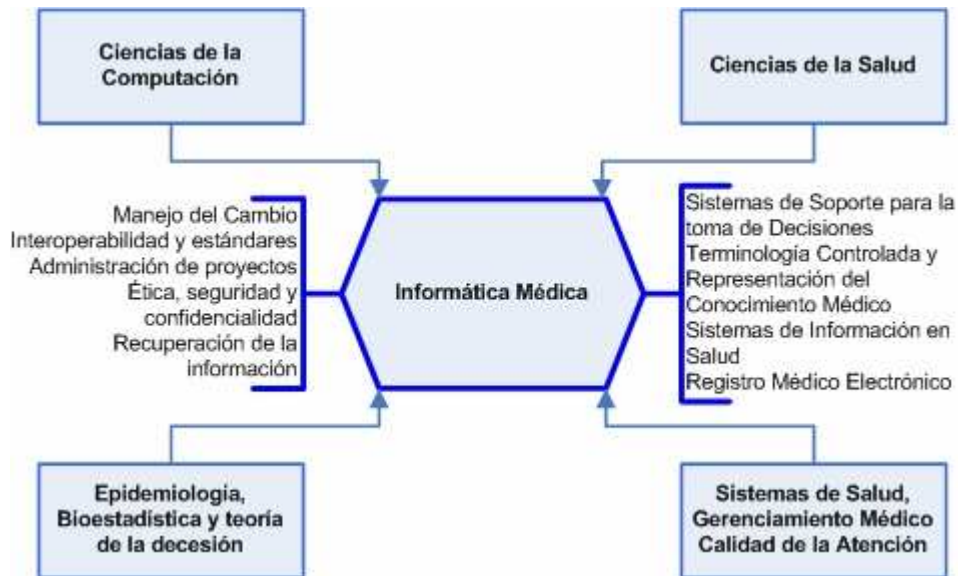 Ciencias de la
Computación
Ciencias de la Salud
Manejo del Cambio
Interoperabilidad y estándares
Administración de proyectos
Ética, seguridad y
confidencialidad
Recuperación de la
información
Informática Médica
Sistemas de Soporte para la
toma de Decisiones
Terminología Controlada y
Representación del
Conocimiento Médico
Sistemas de Información en
Salud
Registro Médico Electrónico
Epidemiología,
Bioestadística y teoría
de la decesión
Sistemas de Salud,
Gerenciamiento Médico
Calidad de la Atención